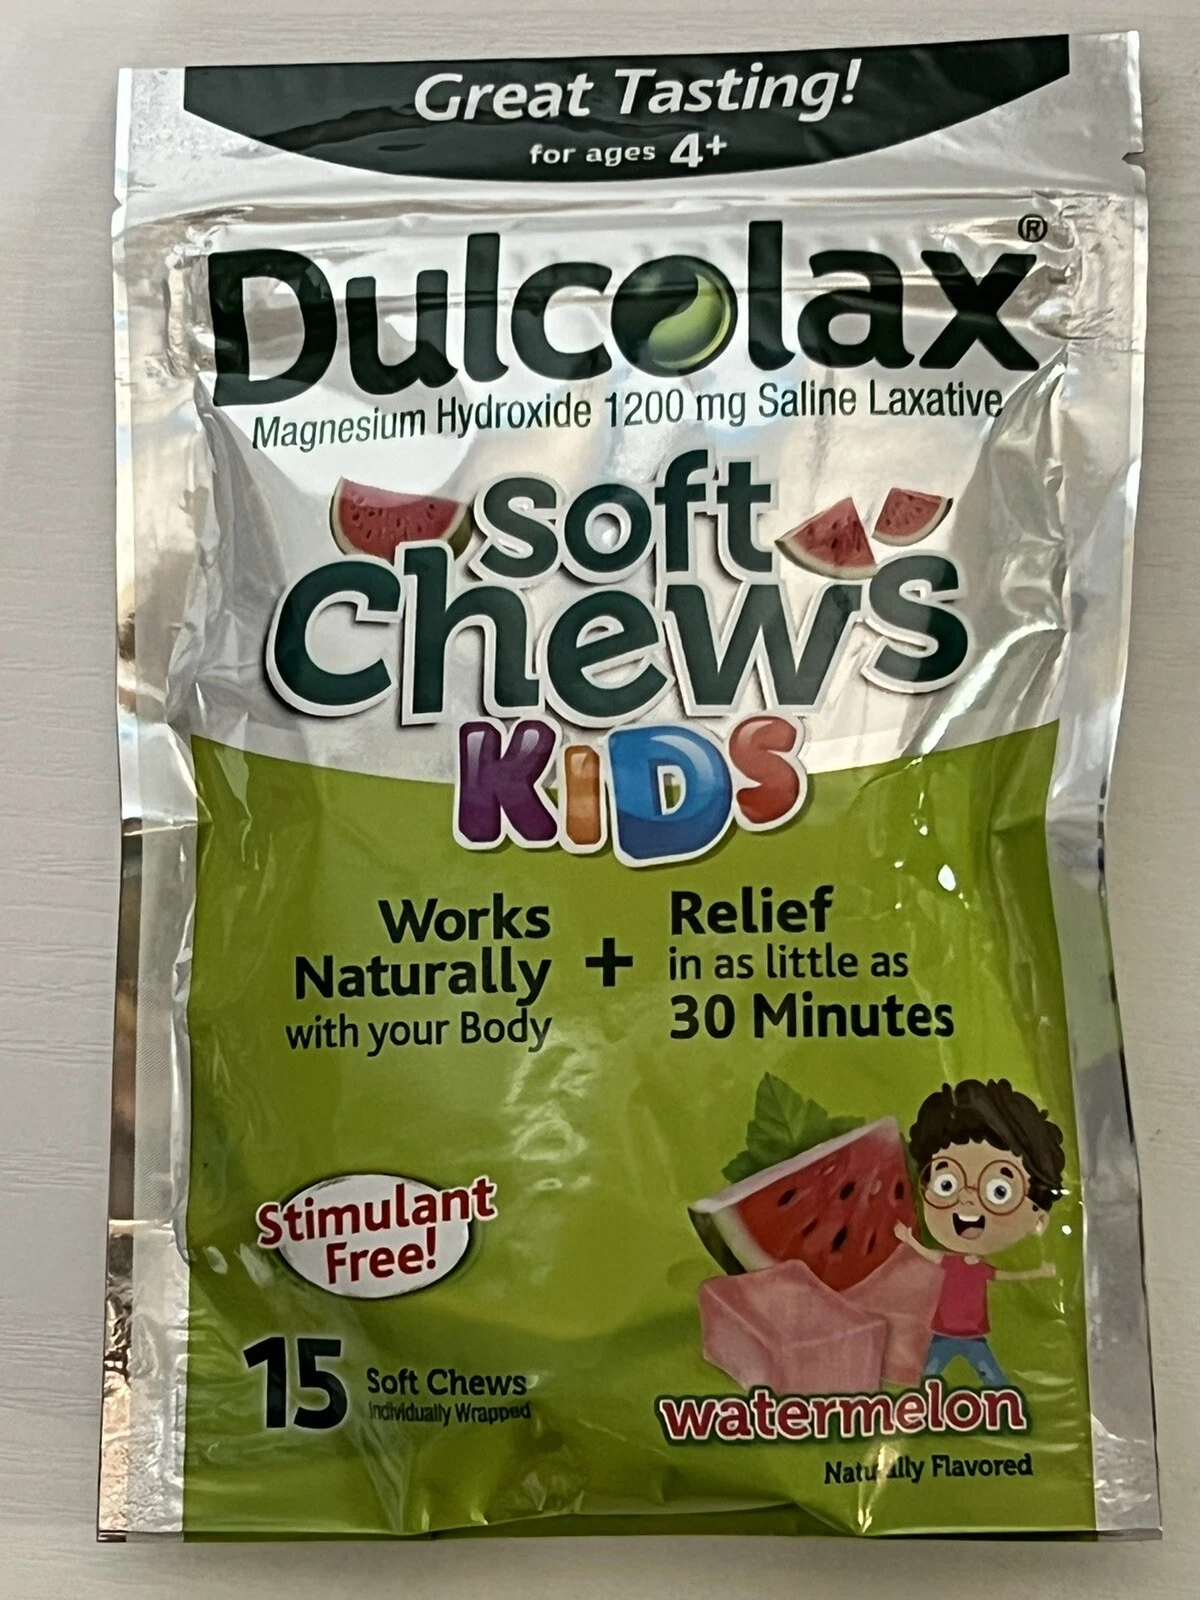 Great Tasting!
for ages 4+
Dulcolax®
Magnesium Hydroxide 1200 mg Saline Laxative
Soft
Chews
KIDS
Works
Naturally
with your Body
+
Relief
in as little as
30 Minutes
Stimulant
Free!
15 Soft Chews
Individually Wrapped
watermelon
Naturally Flavored